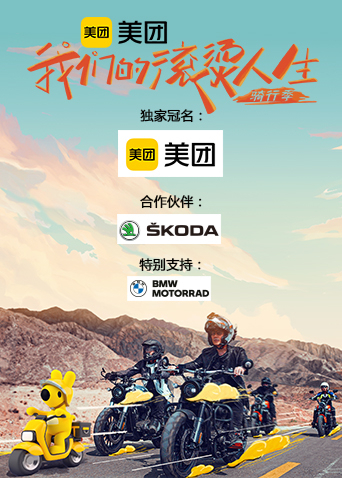 美团 美团
我们的滚烫人生
骑行季
独家冠名：
美团 美团
合作伙伴：
ŠKODA
特别支持：
BMW
MOTORRAD